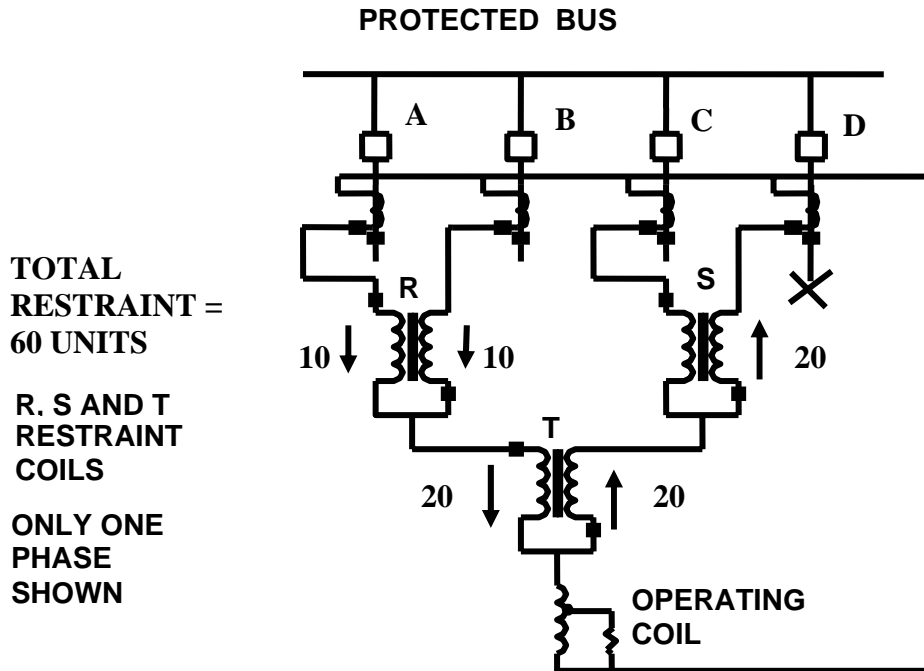 PROTECTED BUS
A
B
C
D
TOTAL
RESTRAINT =
60 UNITS
R
S
10
10
20
R, S AND T
RESTRAINT
COILS
T
20
20
ONLY ONE
PHASE
SHOWN
OPERATING
COIL